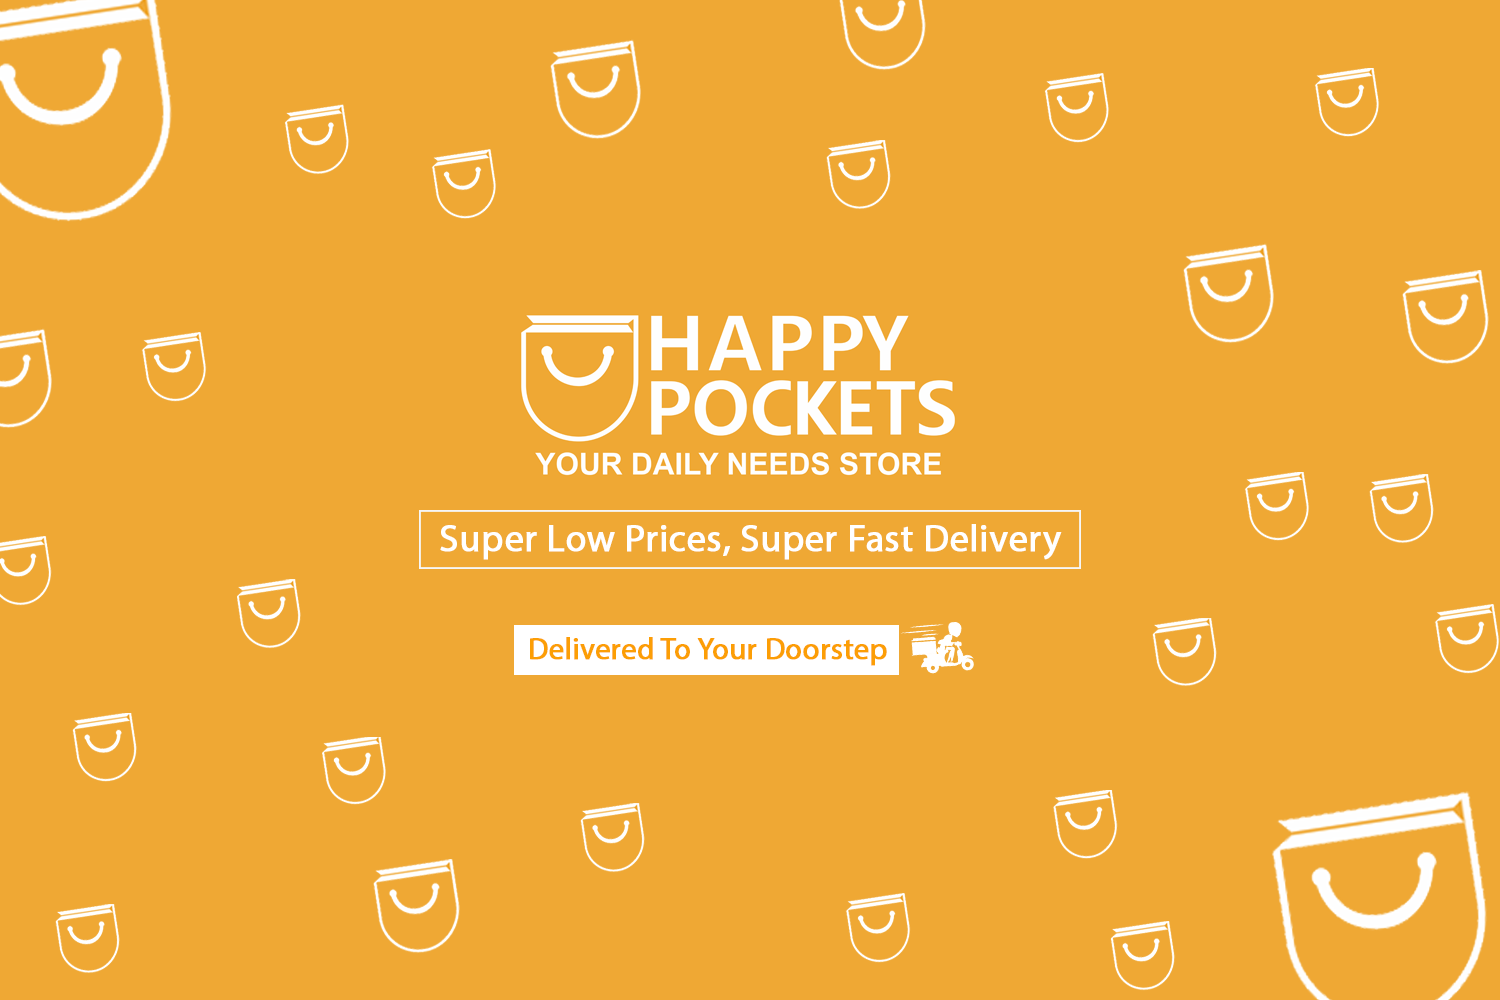 HAPPY
POCKETS
YOUR DAILY NEEDS STORE
Super Low Prices, Super Fast Delivery
Delivered To Your Doorstep